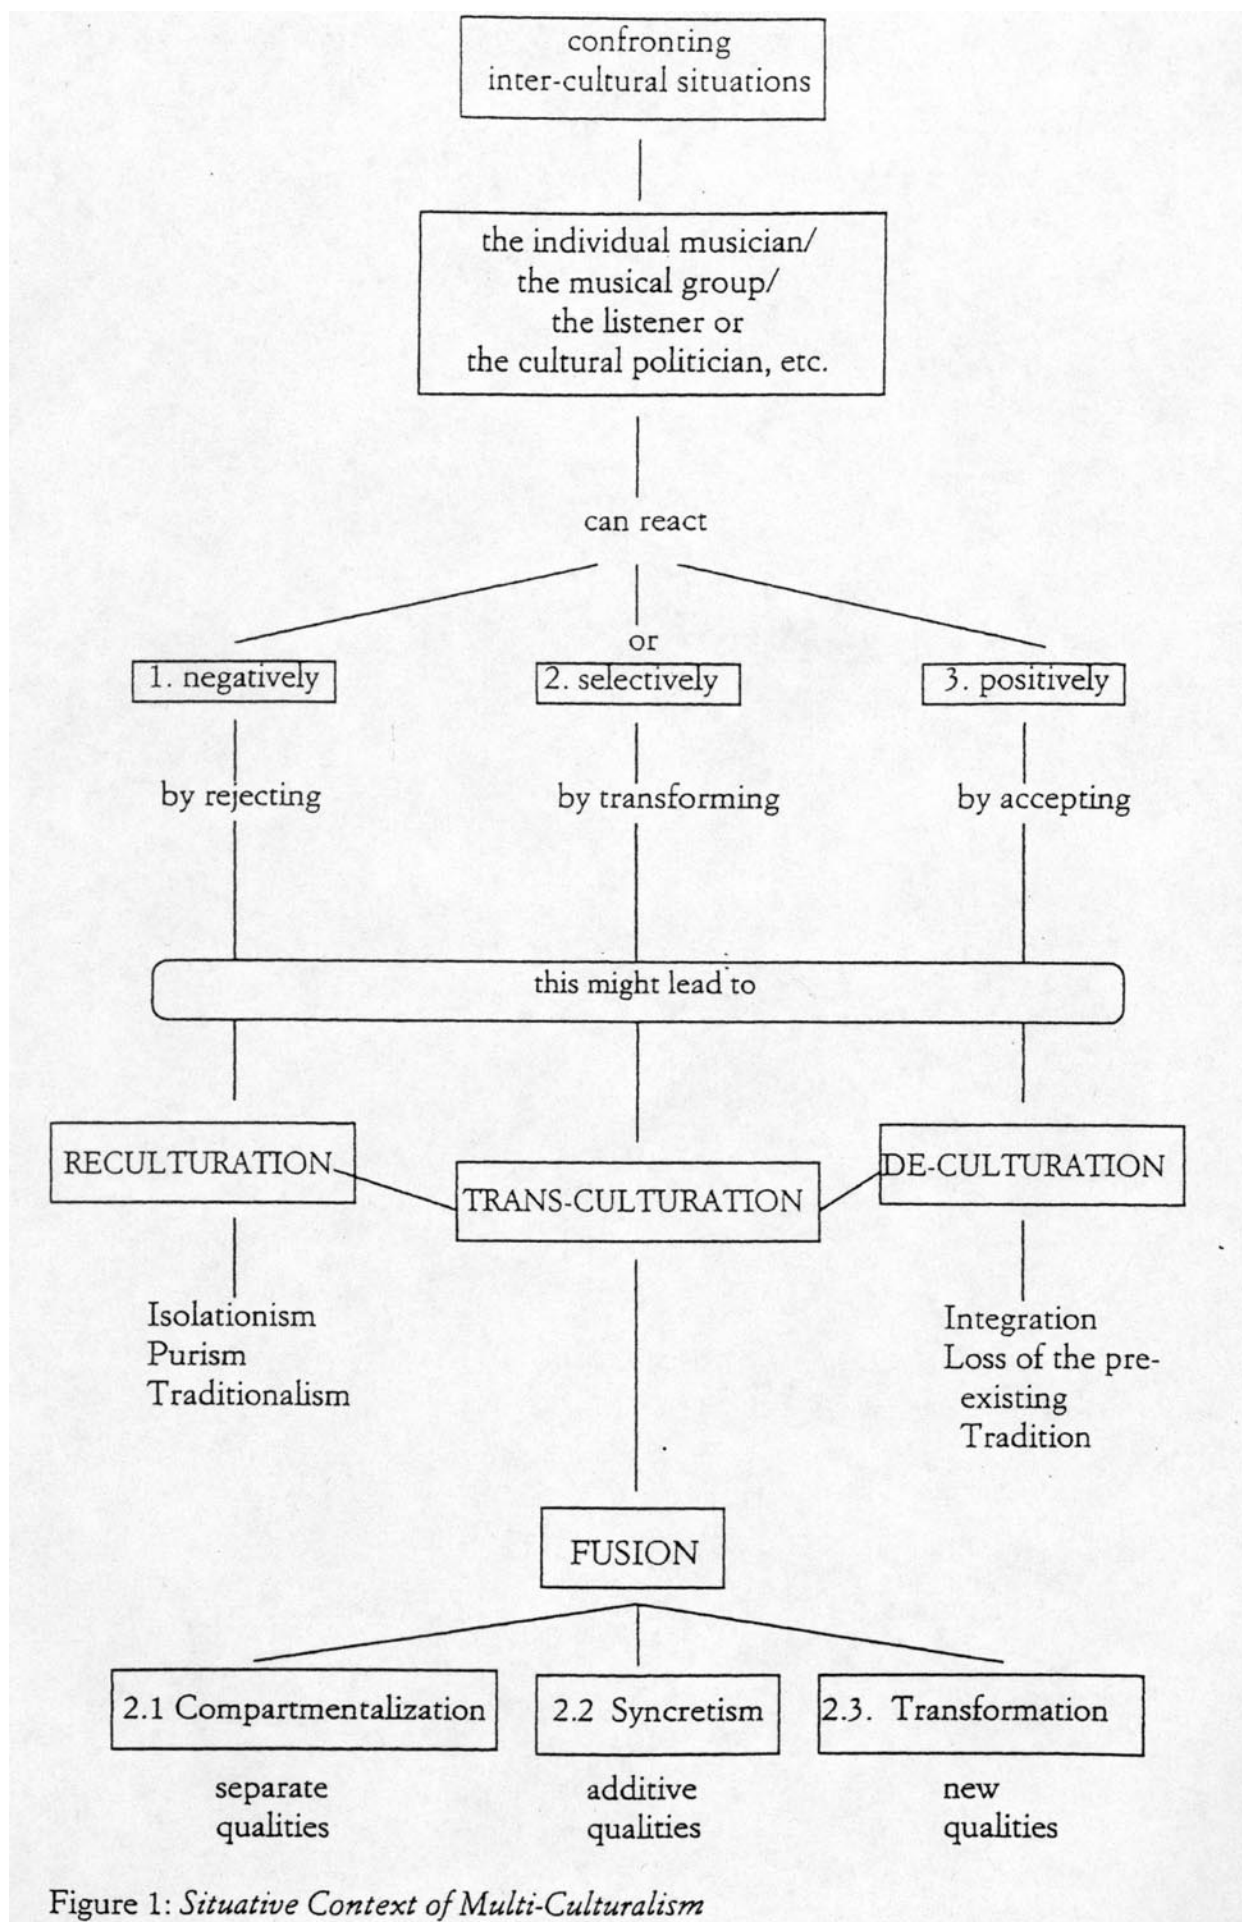 confronting
inter-cultural situations
the individual musician/
the musical group/
the listener or
the cultural politician, etc.
can react
or
1. negatively
2. selectively
3. positively
by rejecting
by transforming
by accepting
this might lead to
RECULTURATION
TRANS-CULTURATION
DE-CULTURATION
Isolationism
Purism
Traditionalism
Integration
Loss of the pre-
existing
Tradition
FUSION
2.1 Compartmentalization
2.2 Syncretism
2.3. Transformation
separate
qualities
additive
qualities
new
qualities
Figure 1: Situative Context of Multi-Culturalism